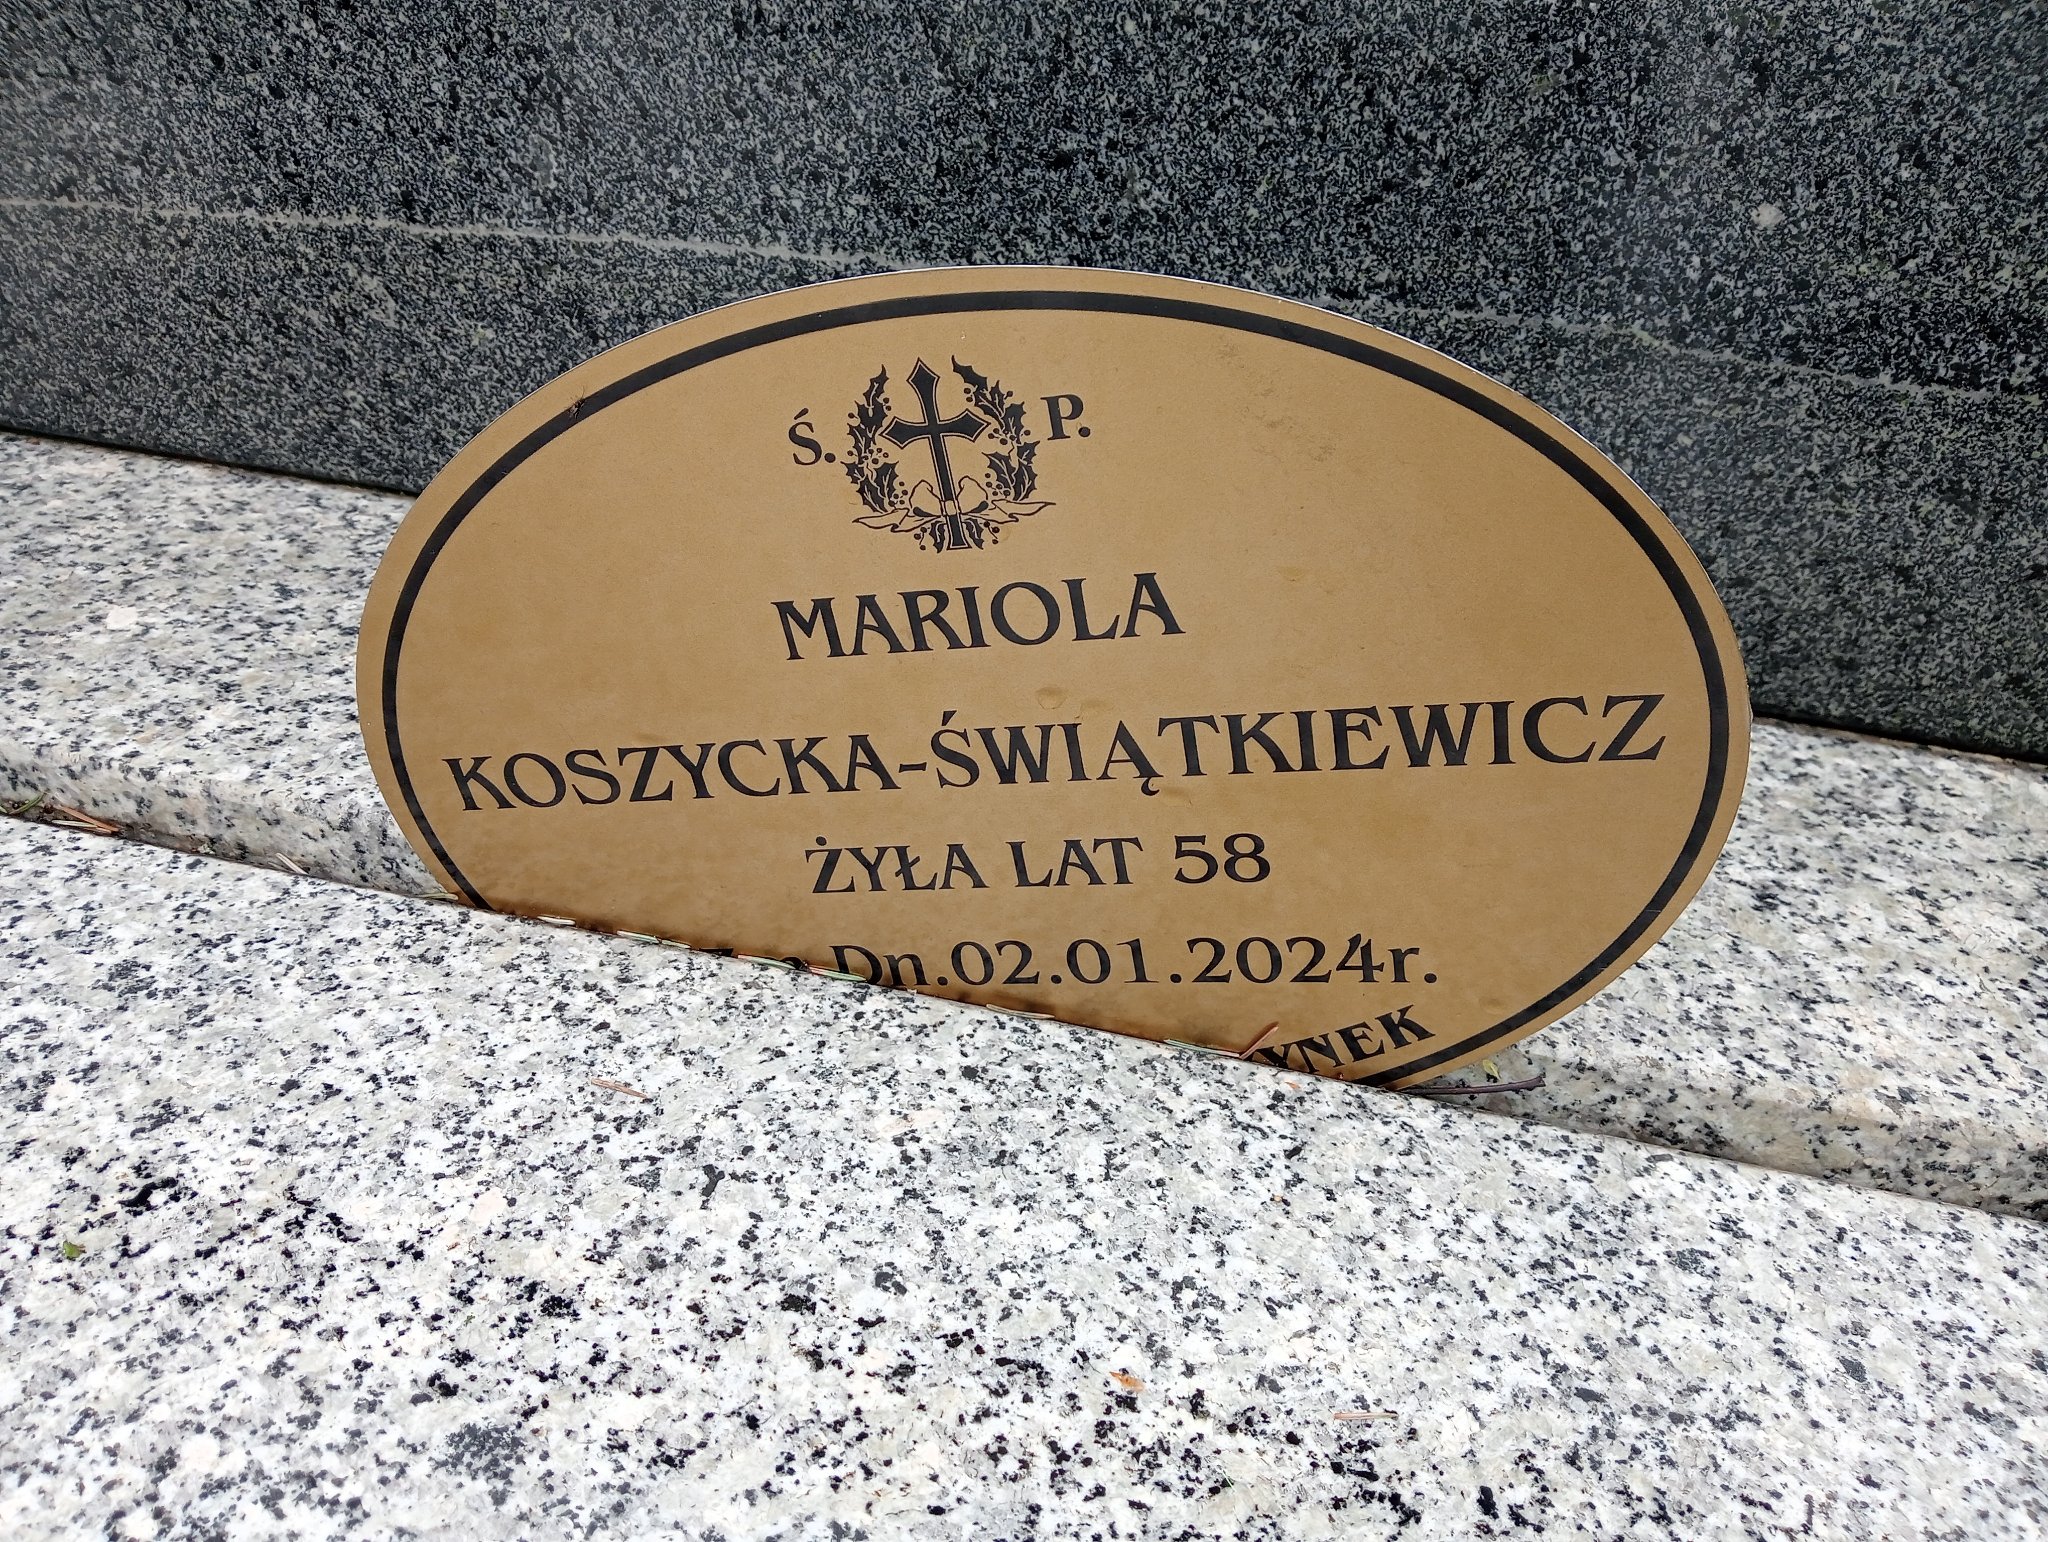 Ś. P.
MARIOLA
KOSZYCKA-ŚWIĄTKIEWICZ
ŻYŁA LAT 58
Dn.02.01.2024r.